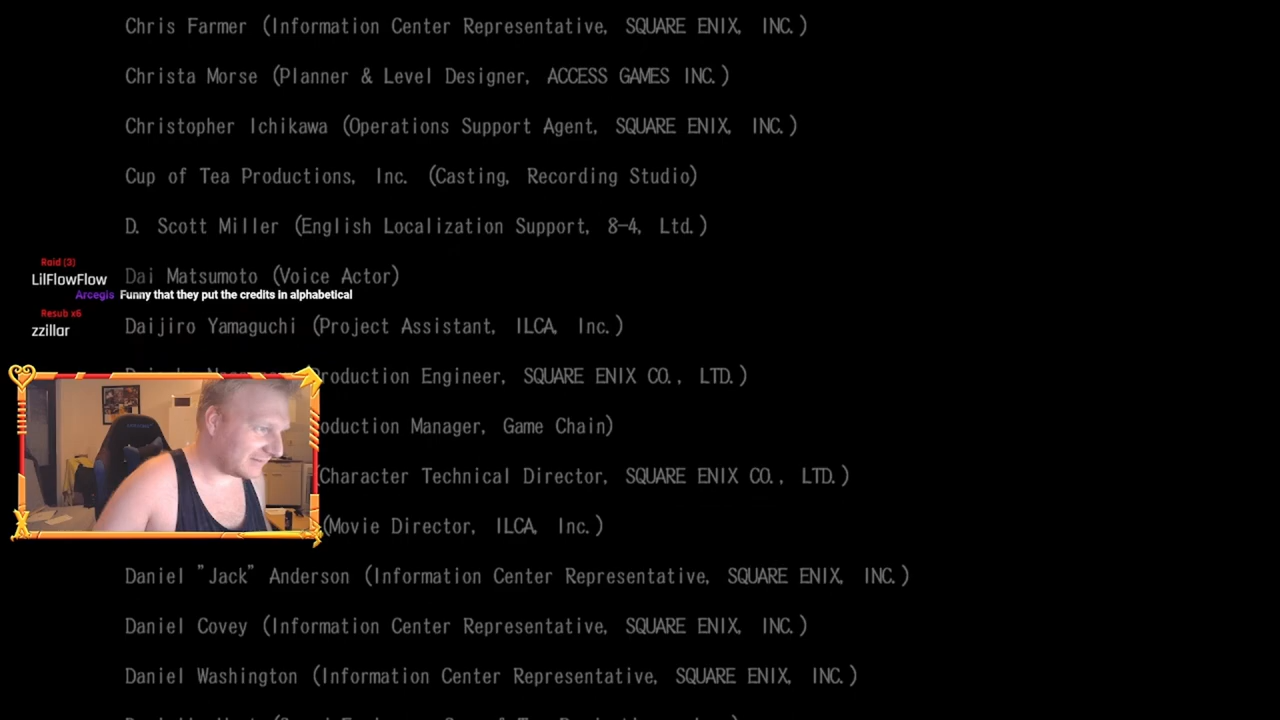 Chris Farmer (Information Center Representative, SQUARE ENIX, INC.)
Christa Morse (Planner & Level Designer, ACCESS GAMES INC.)
Christopher Ichikawa (Operations Support Agent, SQUARE ENIX, INC.)
Cup of Tea Productions, Inc. (Casting, Recording Studio)
D. Scott Miller (English Localization Support, 8-4, Ltd.)
Raid (3)
LilFlowFlow
Dai Matsumoto (Voice Actor)
Arcegis Funny that they put the credits in alphabetical
Resub x6
zzillar
Daijiro Yamaguchi (Project Assistant, ILCA, Inc.)
Production Engineer, SQUARE ENIX CO., LTD.)
Manager, Game Chain)
(Character Technical Director, SQUARE ENIX CO., LTD.)
(Movie Director, ILCA, Inc.)
Daniel "Jack" Anderson (Information Center Representative, SQUARE ENIX, INC.)
Daniel Covey (Information Center Representative, SQUARE ENIX, INC.)
Daniel Washington (Information Center Representative, SQUARE ENIX, INC.)